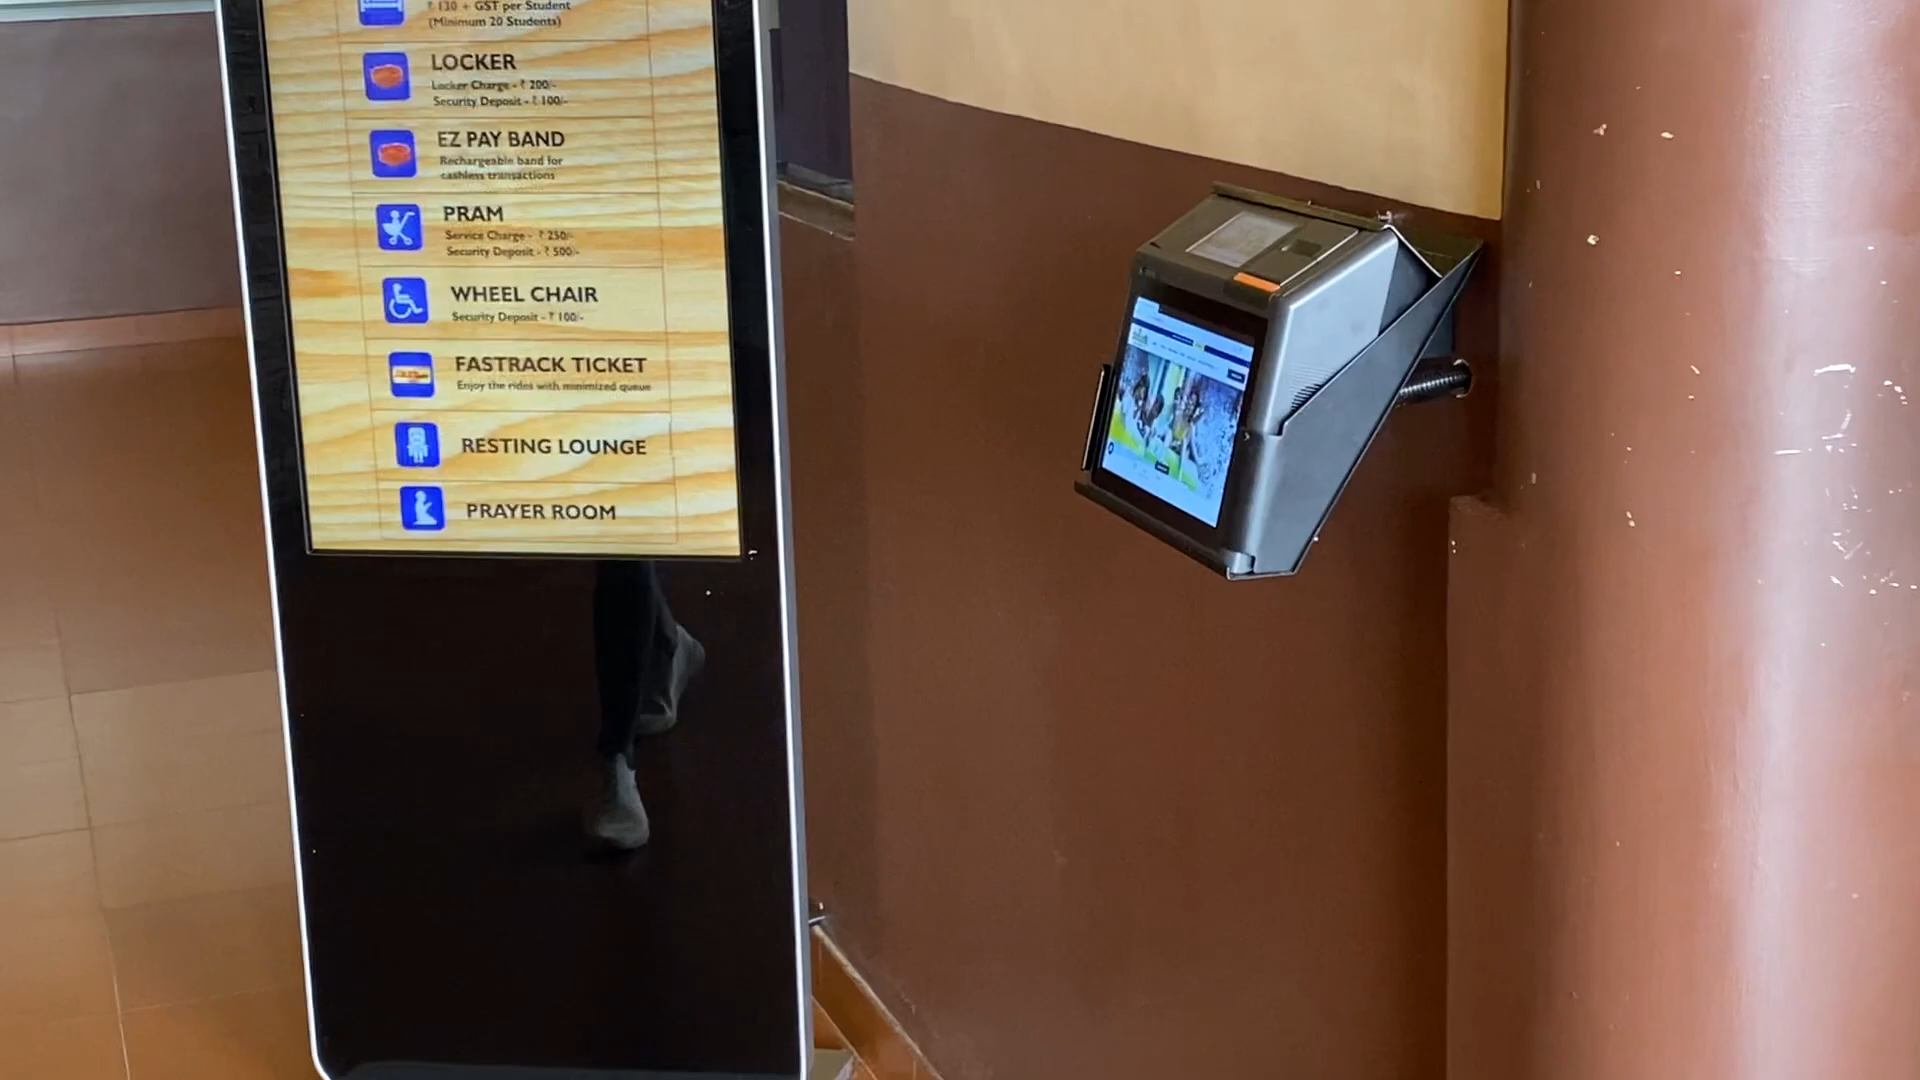 ₹ 130 + GST per Student
(Minimum 20 Students)
LOCKER
Locker Charge - ₹ 200/-
Security Deposit - ₹ 100/-
EZ PAY BAND
Rechargeable band for
cashless transactions
PRAM
Service Charge - ₹ 250/-
Security Deposit - ₹ 500/-
WHEEL CHAIR
Security Deposit - ₹ 100/-
FASTRACK TICKET
Enjoy the rides with minimized queue
RESTING LOUNGE
PRAYER ROOM